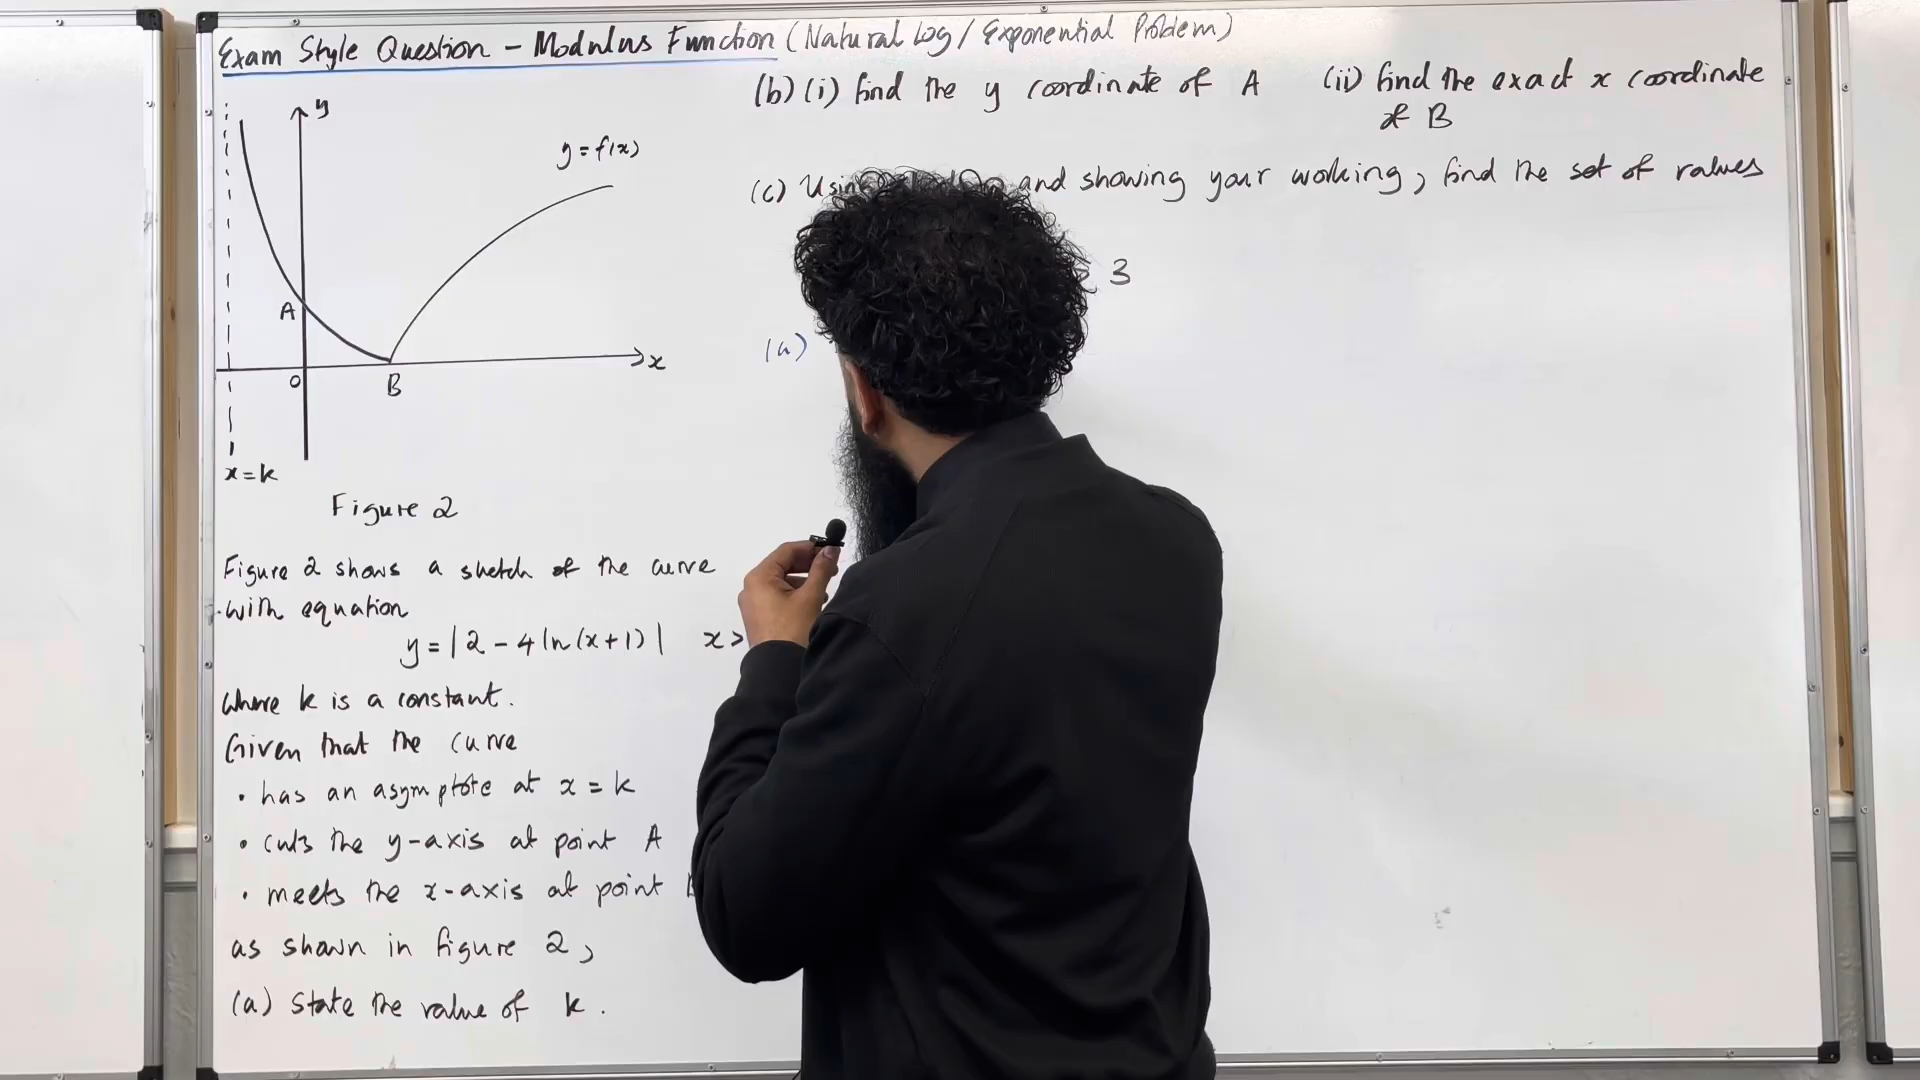 Exam Style Question - Modulus Function (Natural Log / Exponential Problem)
y
y = f(x)
A
O
B
x
x = k
Figure 2
Figure 2 shows a sketch of the curve
with equation
y = | 2 - 4 ln (x + 1) | x >
Where k is a constant.
Given that the curve
• has an asymptote at x = k
• cuts the y-axis at point A
• meets the x-axis at point
as shown in figure 2,
(a) State the value of k.
(b) (i) find the y coordinate of A (ii) find the exact x coordinate
of B
(c) and showing your working, find the set of values
3
(a)